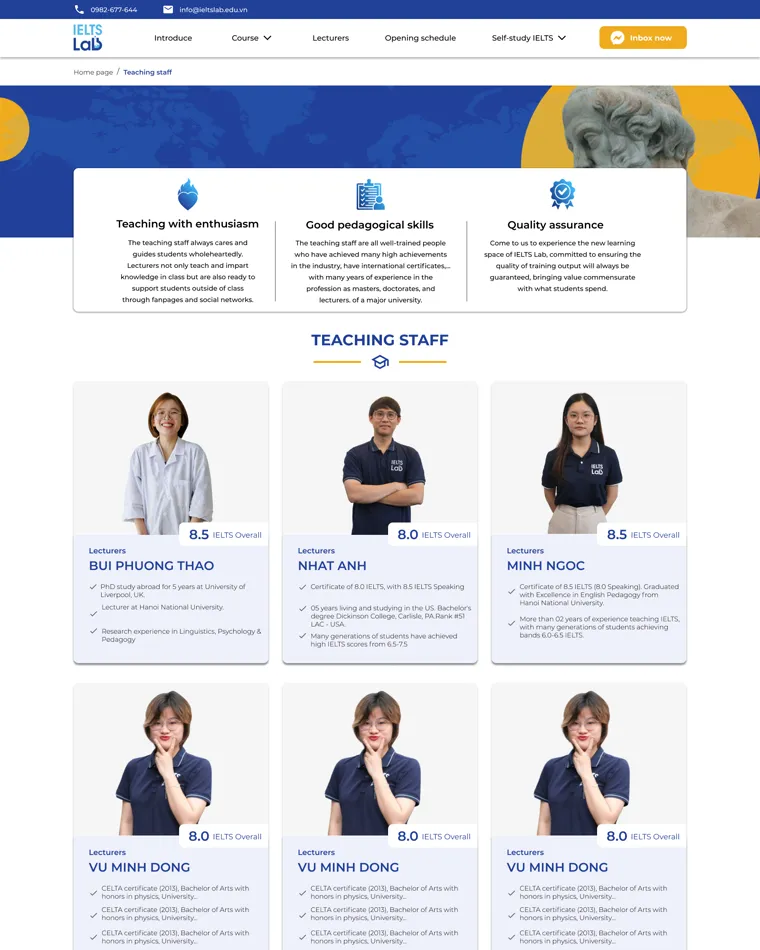 0982-677-644
info@ieltslab.edu.vn
IELTS
Lab
Introduce
Course
Lecturers
Opening schedule
Self-study IELTS
Inbox now
Home page / Teaching staff
Teaching with enthusiasm
The teaching staff always cares and
guides students wholeheartedly.
Lecturers not only teach and impart
knowledge in class but are also ready to
support students outside of class
through fanpages and social networks.
Good pedagogical skills
The teaching staff are all well-trained people
who have achieved many high achievements
in the industry, have international certificates,...
with many years of experience in the
profession as masters, doctorates, and
lecturers. of a major university.
Quality assurance
Come to us to experience the new learning
space of IELTS Lab, committed to ensuring the
quality of training output will always be
guaranteed, bringing value commensurate
with what students spend.
TEACHING STAFF
8.5 IELTS Overall
Lecturers
BUI PHUONG THAO
PhD study abroad for 5 years at University of
Liverpool, UK.
Lecturer at Hanoi National University.
Research experience in Linguistics, Psychology &
Pedagogy
IELTS
Lab
8.0 IELTS Overall
Lecturers
NHAT ANH
Certificate of 8.0 IELTS, with 8.5 IELTS Speaking
05 years living and studying in the US. Bachelor's
degree Dickinson College, Carlisle, PA.Rank #51
LAC - USA.
Many generations of students have achieved
high IELTS scores from 6.5-7.5
IELTS
Lab
8.5 IELTS Overall
Lecturers
MINH NGOC
Certificate of 8.5 IELTS (8.0 Speaking). Graduated
with Excellence in English Pedagogy from
Hanoi National University.
More than 02 years of experience teaching IELTS,
with many generations of students achieving
bands 6.0-6.5 IELTS.
8.0 IELTS Overall
Lecturers
VU MINH DONG
CELTA certificate (2013), Bachelor of Arts with
honors in physics, University...
CELTA certificate (2013), Bachelor of Arts with
honors in physics, University...
CELTA certificate (2013), Bachelor of Arts with
honors in physics, University...
8.0 IELTS Overall
Lecturers
VU MINH DONG
CELTA certificate (2013), Bachelor of Arts with
honors in physics, University...
CELTA certificate (2013), Bachelor of Arts with
honors in physics, University...
CELTA certificate (2013), Bachelor of Arts with
honors in physics, University...
8.0 IELTS Overall
Lecturers
VU MINH DONG
CELTA certificate (2013), Bachelor of Arts with
honors in physics, University...
CELTA certificate (2013), Bachelor of Arts with
honors in physics, University...
CELTA certificate (2013), Bachelor of Arts with
honors in physics, University...